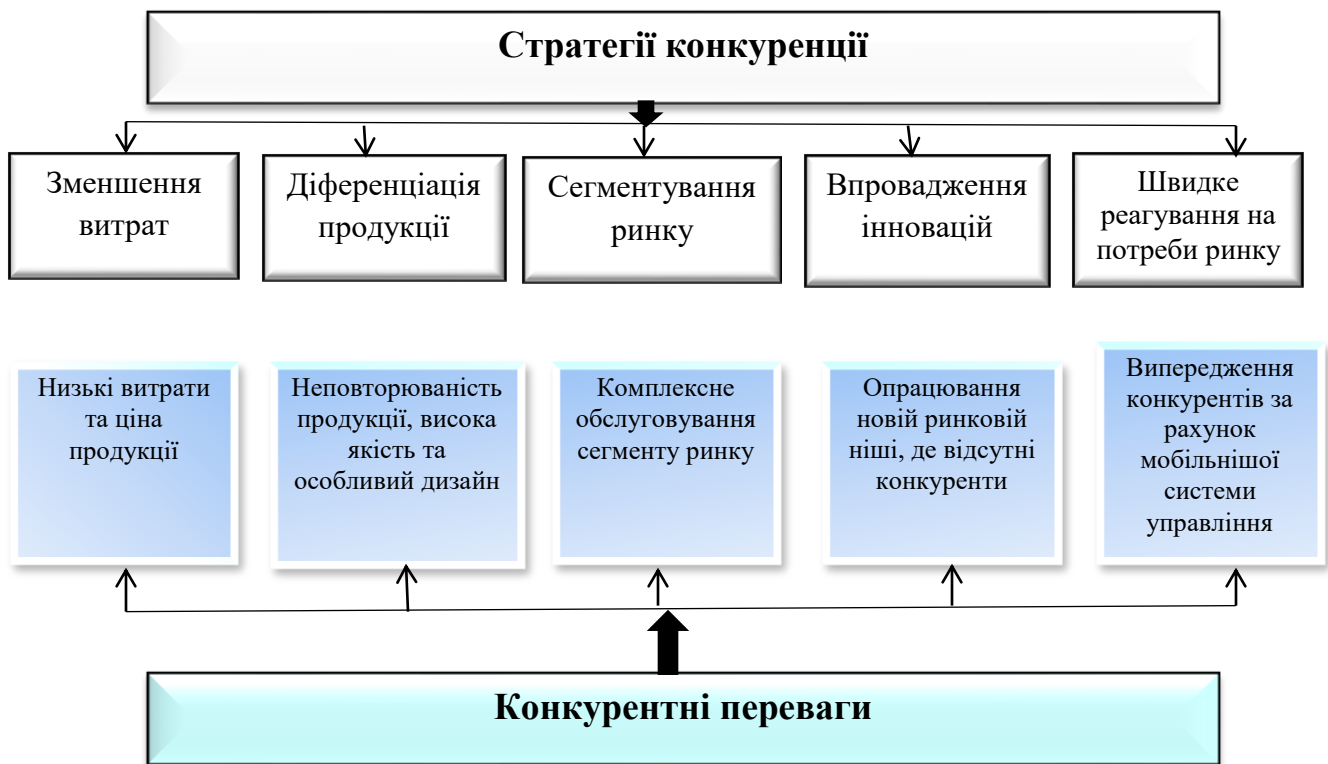 Стратегії конкуренції
Зменшення
витрат
Діференціація
продукції
Сегментування
ринку
Впровадження
інновацій
Швидке
реагування на
потреби ринку
Низькі витрати
та ціна
продукції
Неповторюваність
продукції, висока
якість та
особливий дизайн
Комплексне
обслуговування
сегменту ринку
Опрацювання
новій ринковій
ніші, де відсутні
конкуренти
Випередження
конкурентів за
рахунок
мобільнішої
системи
управління
Конкурентні переваги